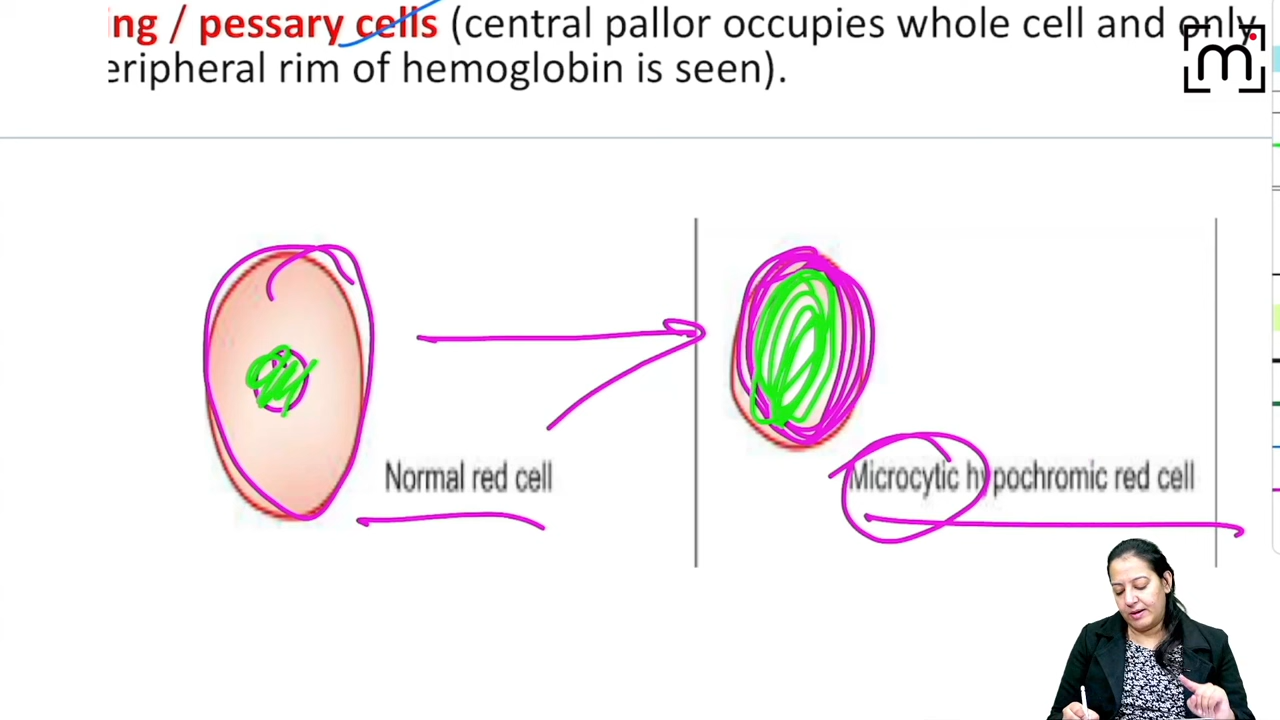 ing / pessary cells (central pallor occupies whole cell and only
eripheral rim of hemoglobin is seen).
m
Normal red cell
Microcytic hypochromic red cell